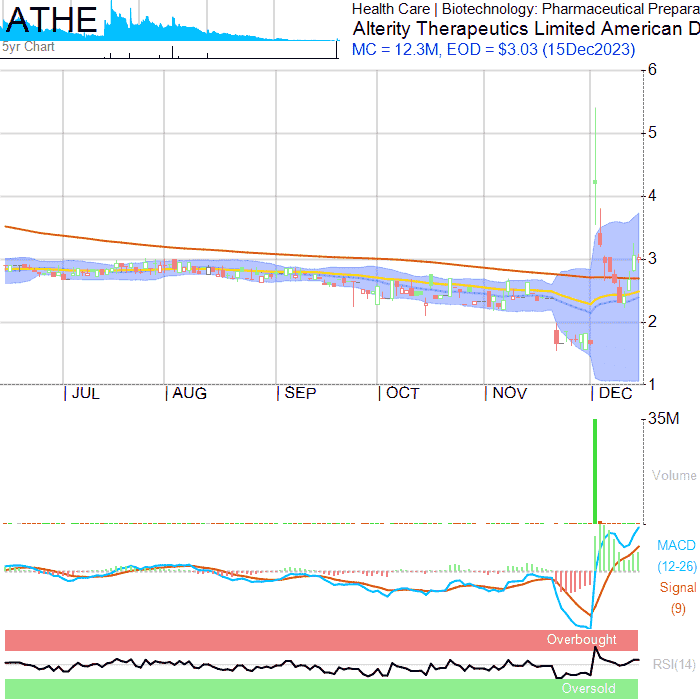 ATHE
5yr Chart
Health Care | Biotechnology: Pharmaceutical Prepara
Alterity Therapeutics Limited American D
MC = 12.3M, EOD = $3.03 (15Dec2023)
6
5
4
3
2
1
JUL AUG SEP OCT NOV DEC
35M
Volume
MACD
(12-26)
Signal
(9)
Overbought
RSI(14)
Oversold